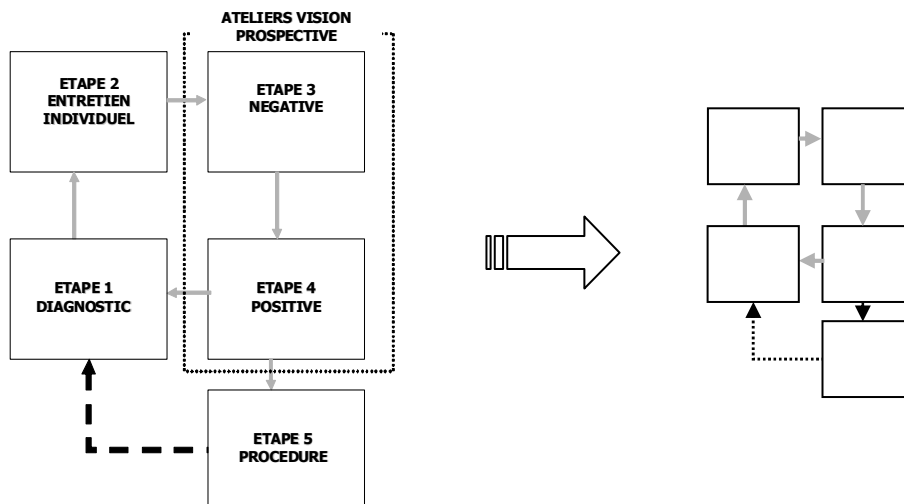 ATELIERS VISION
PROSPECTIVE
ETAPE 2
ENTRETIEN
INDIVIDUEL
ETAPE 3
NEGATIVE
ETAPE 1
DIAGNOSTIC
ETAPE 4
POSITIVE
ETAPE 5
PROCEDURE